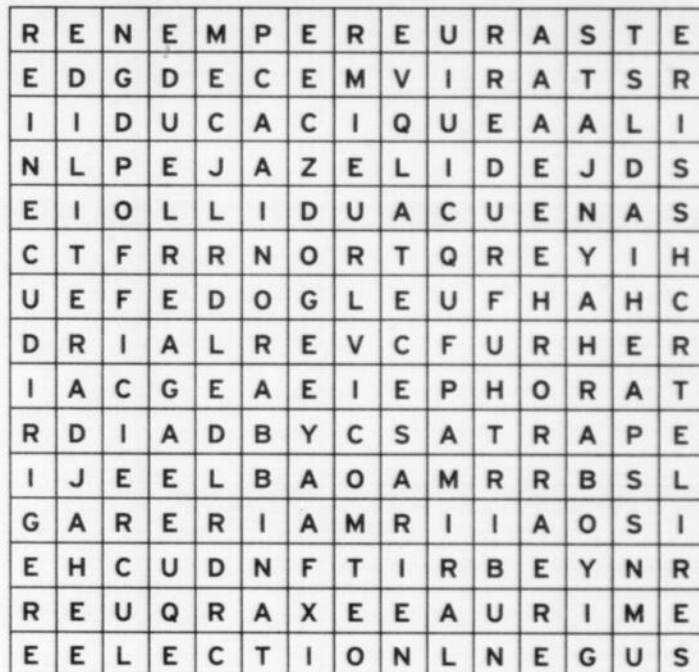 R E N E M P E R E U R A S T E
E D G D E C E M V I R A T S R
I I D U C A C I Q U E A A L I
N L P E J A Z E L I D E J D S
E I O L L I D U A C U E N A S
C T F R R N O R T Q R E Y I H
U E F E D O G L E U F H A H C
D R I A L R E V C F U R H E R
I A C G E A E I E P H O R A T
R D I A D B Y C S A T R A P E
I J E E L B A O A M R R B S L
G A R E R I A M R I I A O S I
E H C U D N F T I R B E Y N R
R E U Q R A X E E A U R I M E
E E L E C T I O N L N E G U S